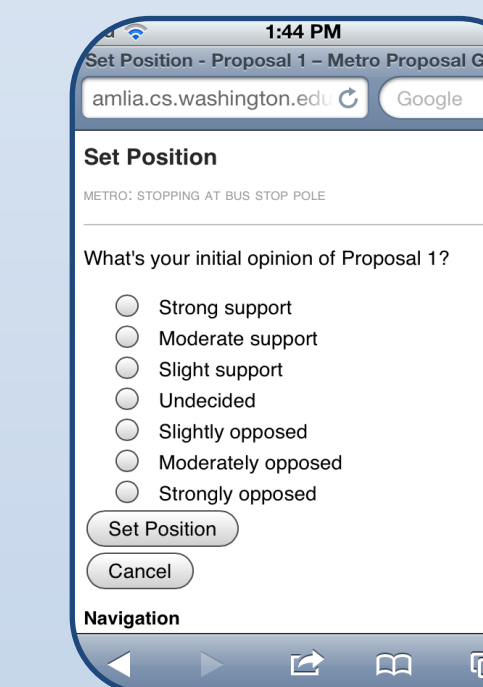 1:44 PM
Set Position - Proposal 1 – Metro Proposal G
amlia.cs.washington.edu
Google
Set Position
METRO: STOPPING AT BUS STOP POLE
What's your initial opinion of Proposal 1?
Strong support
Moderate support
Slight support
Undecided
Slightly opposed
Moderately opposed
Strongly opposed
Set Position
Cancel
Navigation